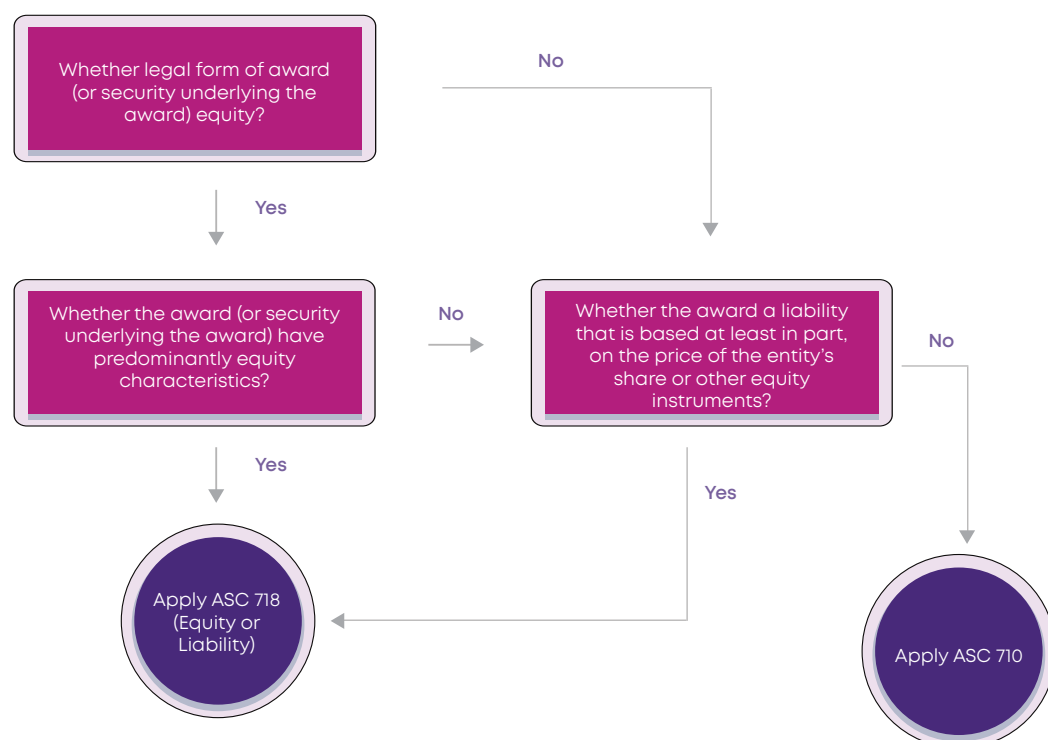 Whether legal form of award
(or security underlying the
award) equity?
No
Yes
Whether the award (or security
underlying the award) have
predominantly equity
characteristics?
No
Whether the award a liability
that is based at least in part,
on the price of the entity’s
share or other equity
instruments?
No
Yes
Yes
Apply ASC 718
(Equity or
Liability)
Apply ASC 710